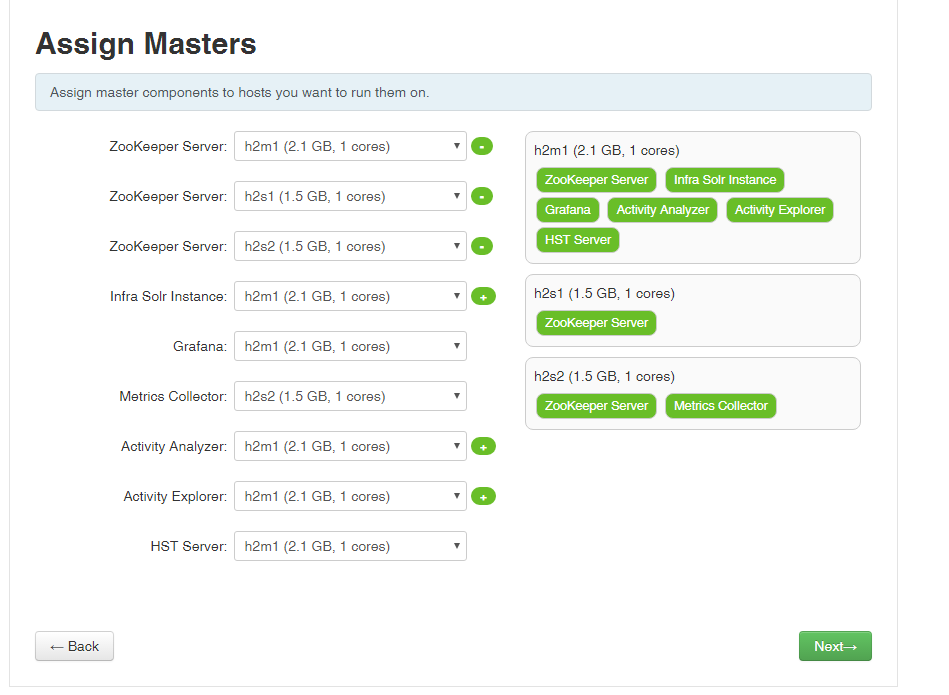 Assign Masters
Assign master components to hosts you want to run them on.
ZooKeeper Server: h2m1 (2.1 GB, 1 cores) -
ZooKeeper Server: h2s1 (1.5 GB, 1 cores) -
ZooKeeper Server: h2s2 (1.5 GB, 1 cores) -
Infra Solr Instance: h2m1 (2.1 GB, 1 cores) +
Grafana: h2m1 (2.1 GB, 1 cores)
Metrics Collector: h2s2 (1.5 GB, 1 cores)
Activity Analyzer: h2m1 (2.1 GB, 1 cores) +
Activity Explorer: h2m1 (2.1 GB, 1 cores) +
HST Server: h2m1 (2.1 GB, 1 cores)
h2m1 (2.1 GB, 1 cores)
ZooKeeper Server Infra Solr Instance
Grafana Activity Analyzer Activity Explorer
HST Server
h2s1 (1.5 GB, 1 cores)
ZooKeeper Server
h2s2 (1.5 GB, 1 cores)
ZooKeeper Server Metrics Collector
← Back
Next→